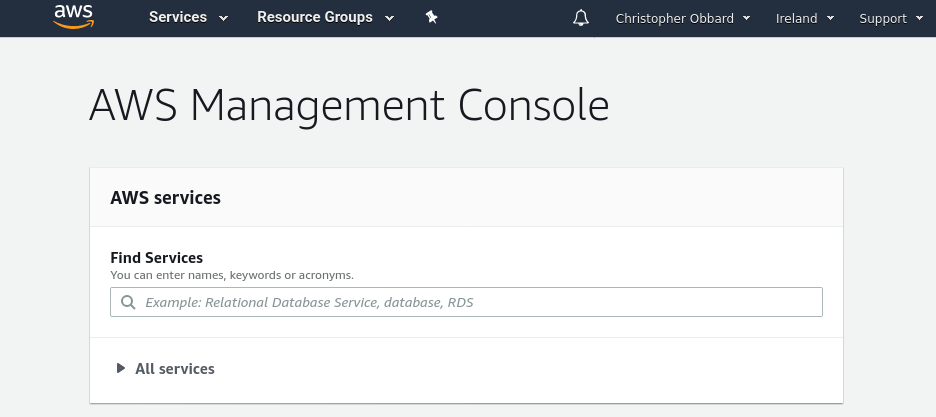 aws Services Resource Groups Christopher Obbard Ireland Support
AWS Management Console
AWS services
Find Services
You can enter names, keywords or acronyms.
Example: Relational Database Service, database, RDS
All services